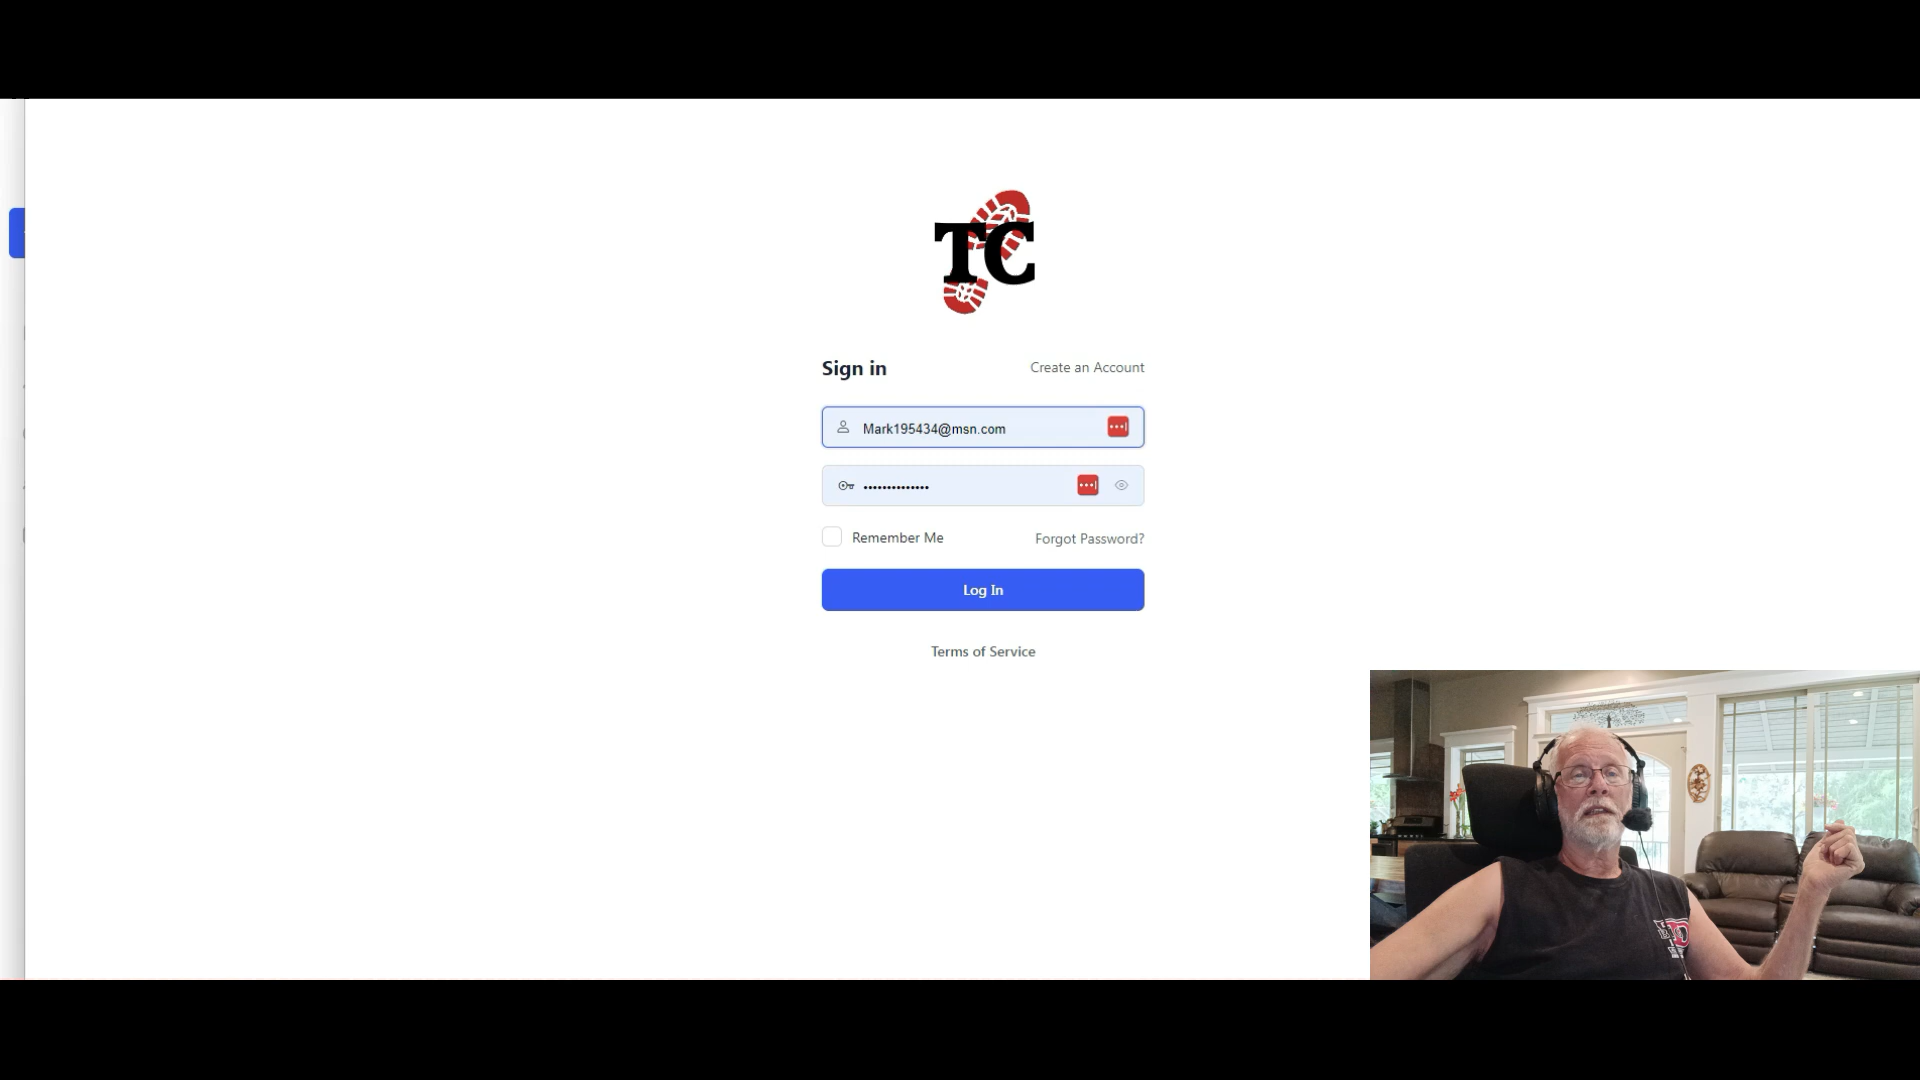 TC
Sign in
Create an Account
Mark195434@msn.com
Remember Me
Forgot Password?
Log In
Terms of Service